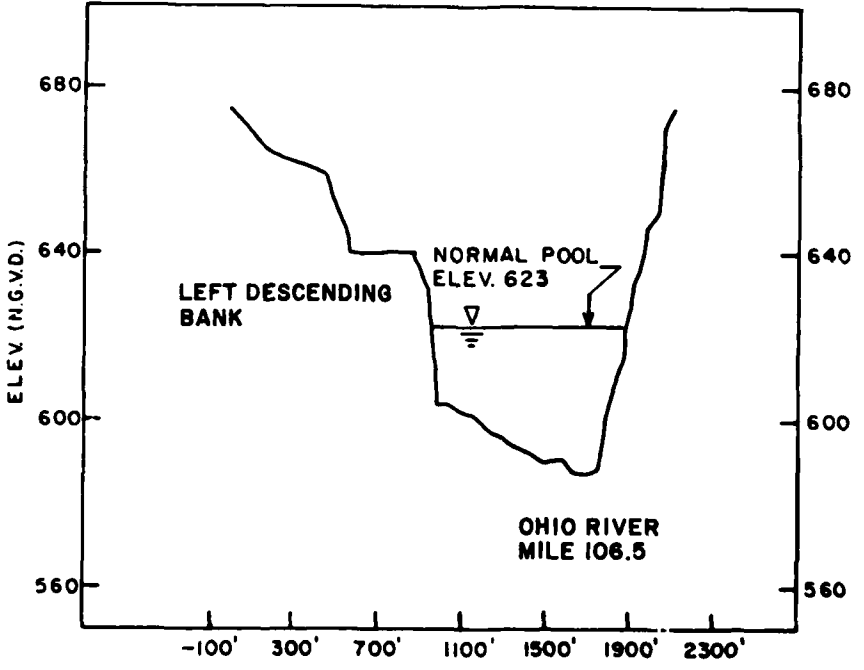 680
680
640
NORMAL POOL
640
ELEV. 623
LEFT DESCENDING
BANK
ELEV. (N.G.V.D.)
600
600
OHIO RIVER
MILE 106.5
560
560
-100' 300' 700' 1100' 1500' 1900' 2300'